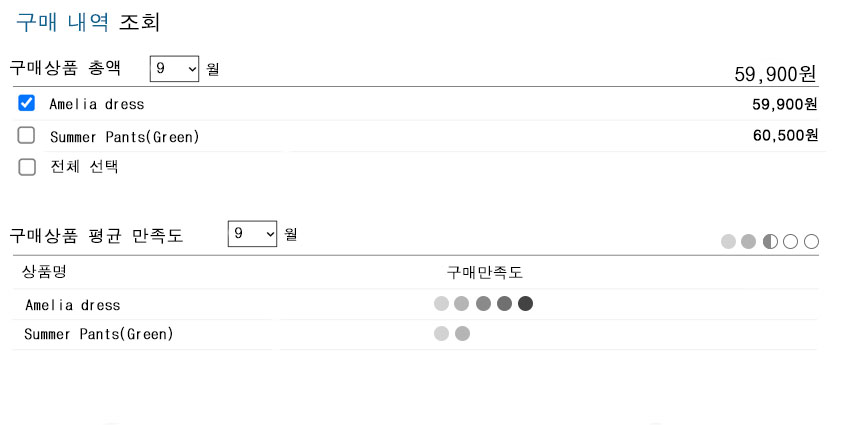 구매 내역 조회
구매상품 총액 9 월 59,900원
Amelia dress 59,900원
Summer Pants(Green) 60,500원
전체 선택
구매상품 평균 만족도 9 월
상품명 구매만족도
Amelia dress
Summer Pants(Green)